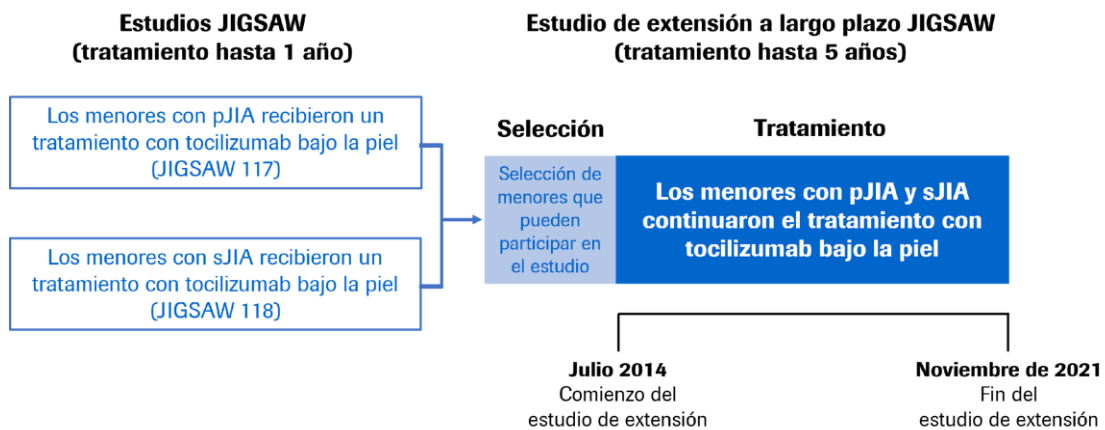 Estudios JIGSAW
(tratamiento hasta 1 año)
Los menores con pJIA recibieron un
tratamiento con tocilizumab bajo la piel
(JIGSAW 117)
Los menores con sJIA recibieron un
tratamiento con tocilizumab bajo la piel
(JIGSAW 118)
Estudio de extensión a largo plazo JIGSAW
(tratamiento hasta 5 años)
Selección
Selección de
menores que
pueden
participar en
el estudio
Tratamiento
Los menores con pJIA y sJIA
continuaron el tratamiento con
tocilizumab bajo la piel
Julio 2014
Comienzo del
estudio de extensión
Noviembre de 2021
Fin del
estudio de extensión